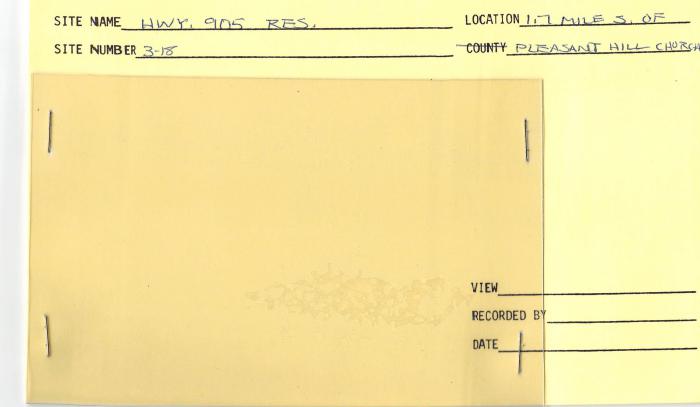 SITE NAME HWY. 905 RES.
LOCATION 1.7 MILE S. OF
SITE NUMBER 3-18
COUNTY PLEASANT HILL CHURCH
VIEW
RECORDED BY
DATE